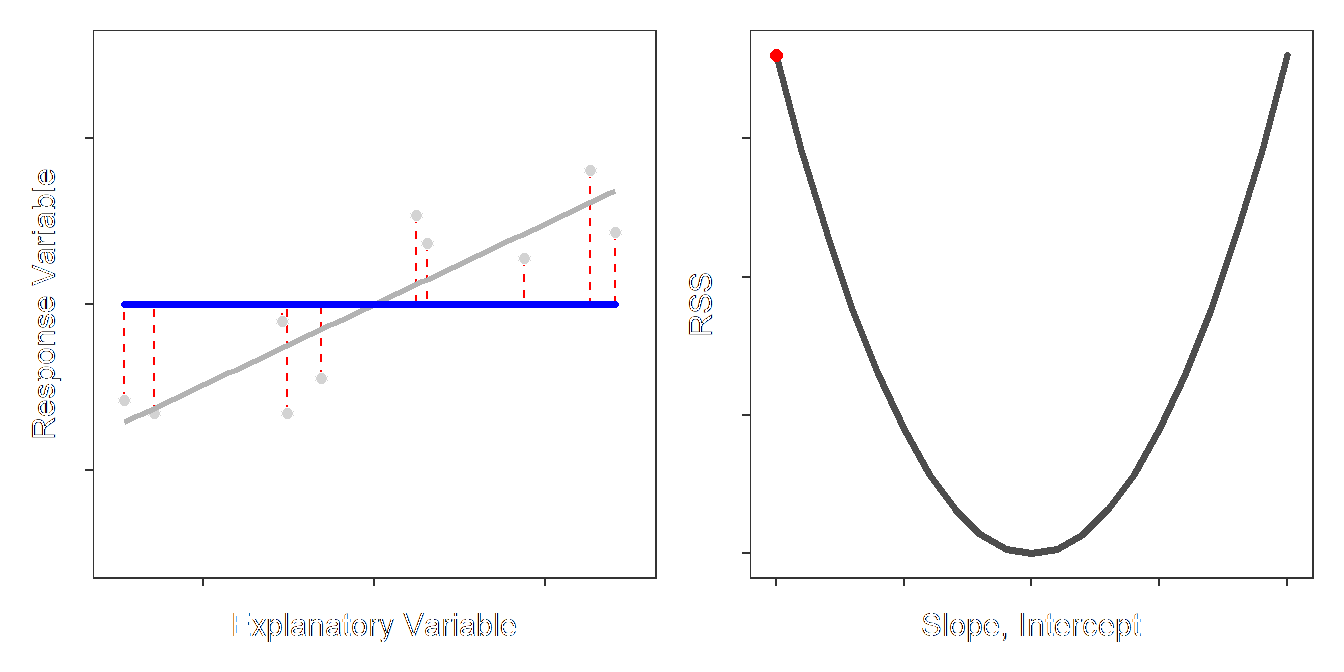 Response Variable
Explanatory Variable
RSS
Slope, Intercept